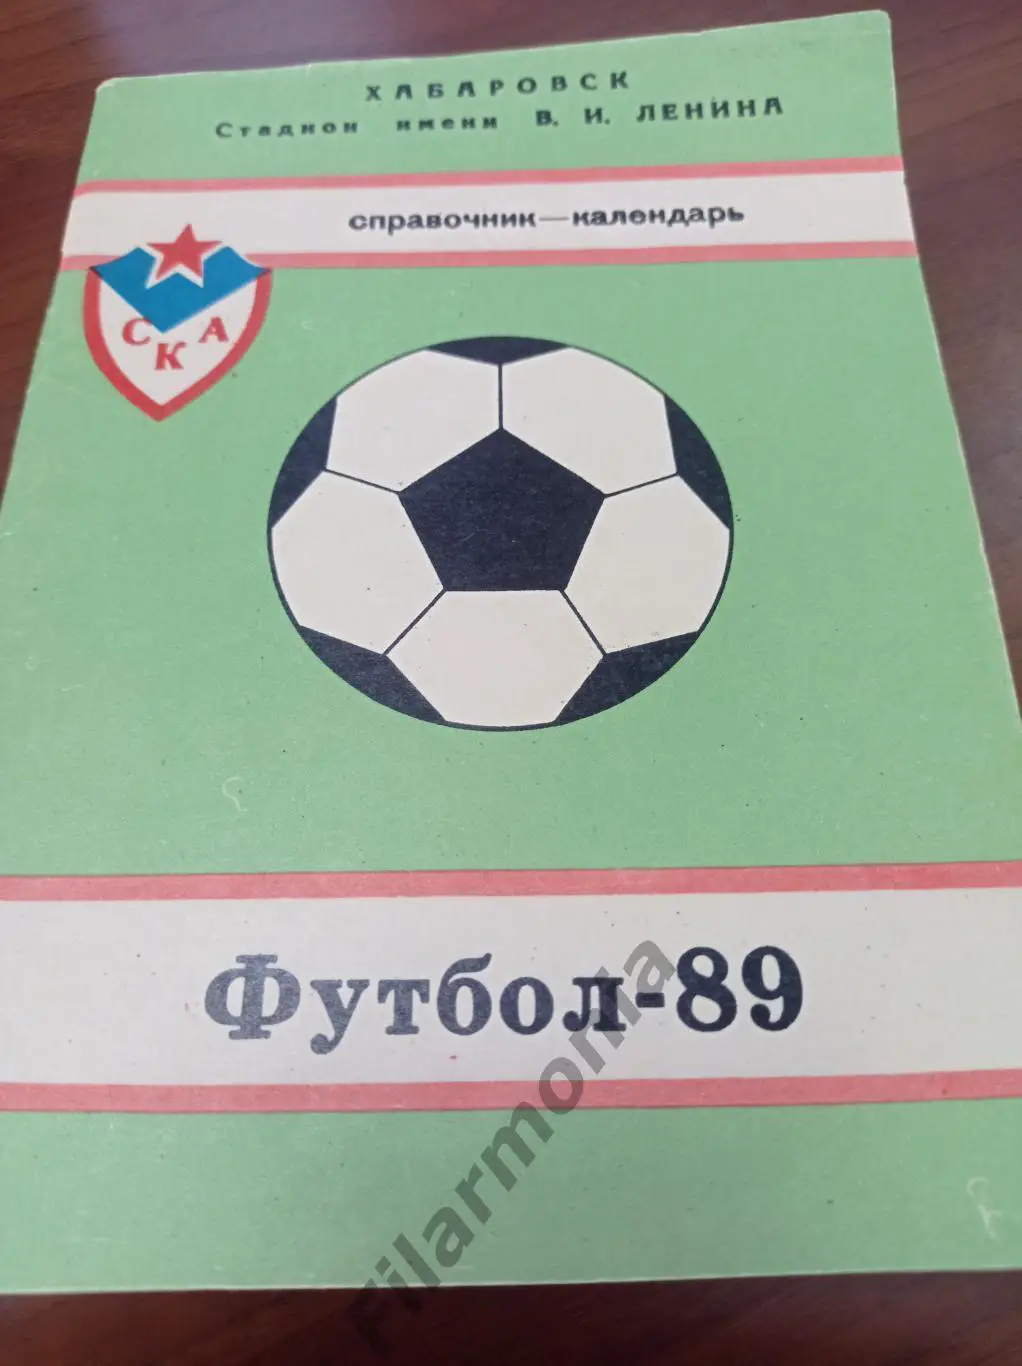 ХАБАРОВСК
Стадион имени В. И. ЛЕНИНА
справочник—календарь
СКА
Футбол-89
Filarmonia